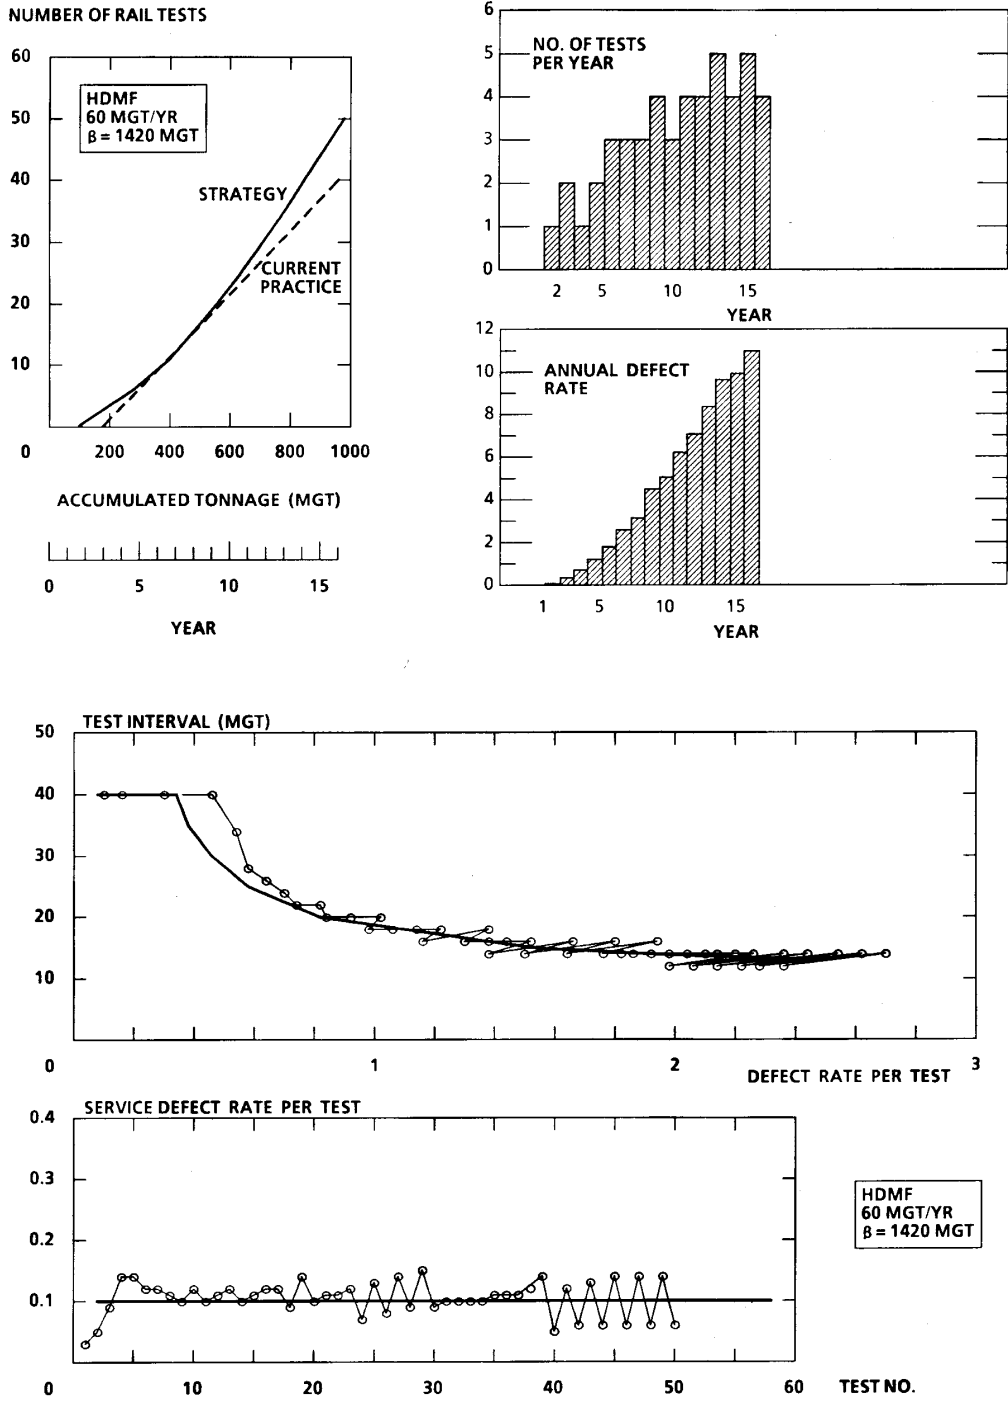 NUMBER OF RAIL TESTS
60
50
40
30
20
10
0
HDMF
60 MGT/YR
β = 1420 MGT
STRATEGY
CURRENT
PRACTICE
200 400 600 800 1000
ACCUMULATED TONNAGE (MGT)
0 5 10 15
YEAR
6
5
4
3
2
1
0
NO. OF TESTS
PER YEAR
2 5 10 15
YEAR
12
10
8
6
4
2
0
ANNUAL DEFECT
RATE
1 5 10 15
YEAR
TEST INTERVAL (MGT)
50
40
30
20
10
0 1 2 3
DEFECT RATE PER TEST
SERVICE DEFECT RATE PER TEST
0.4
0.3
0.2
0.1
0 10 20 30 40 50 60 TEST NO.
HDMF
60 MGT/YR
β = 1420 MGT